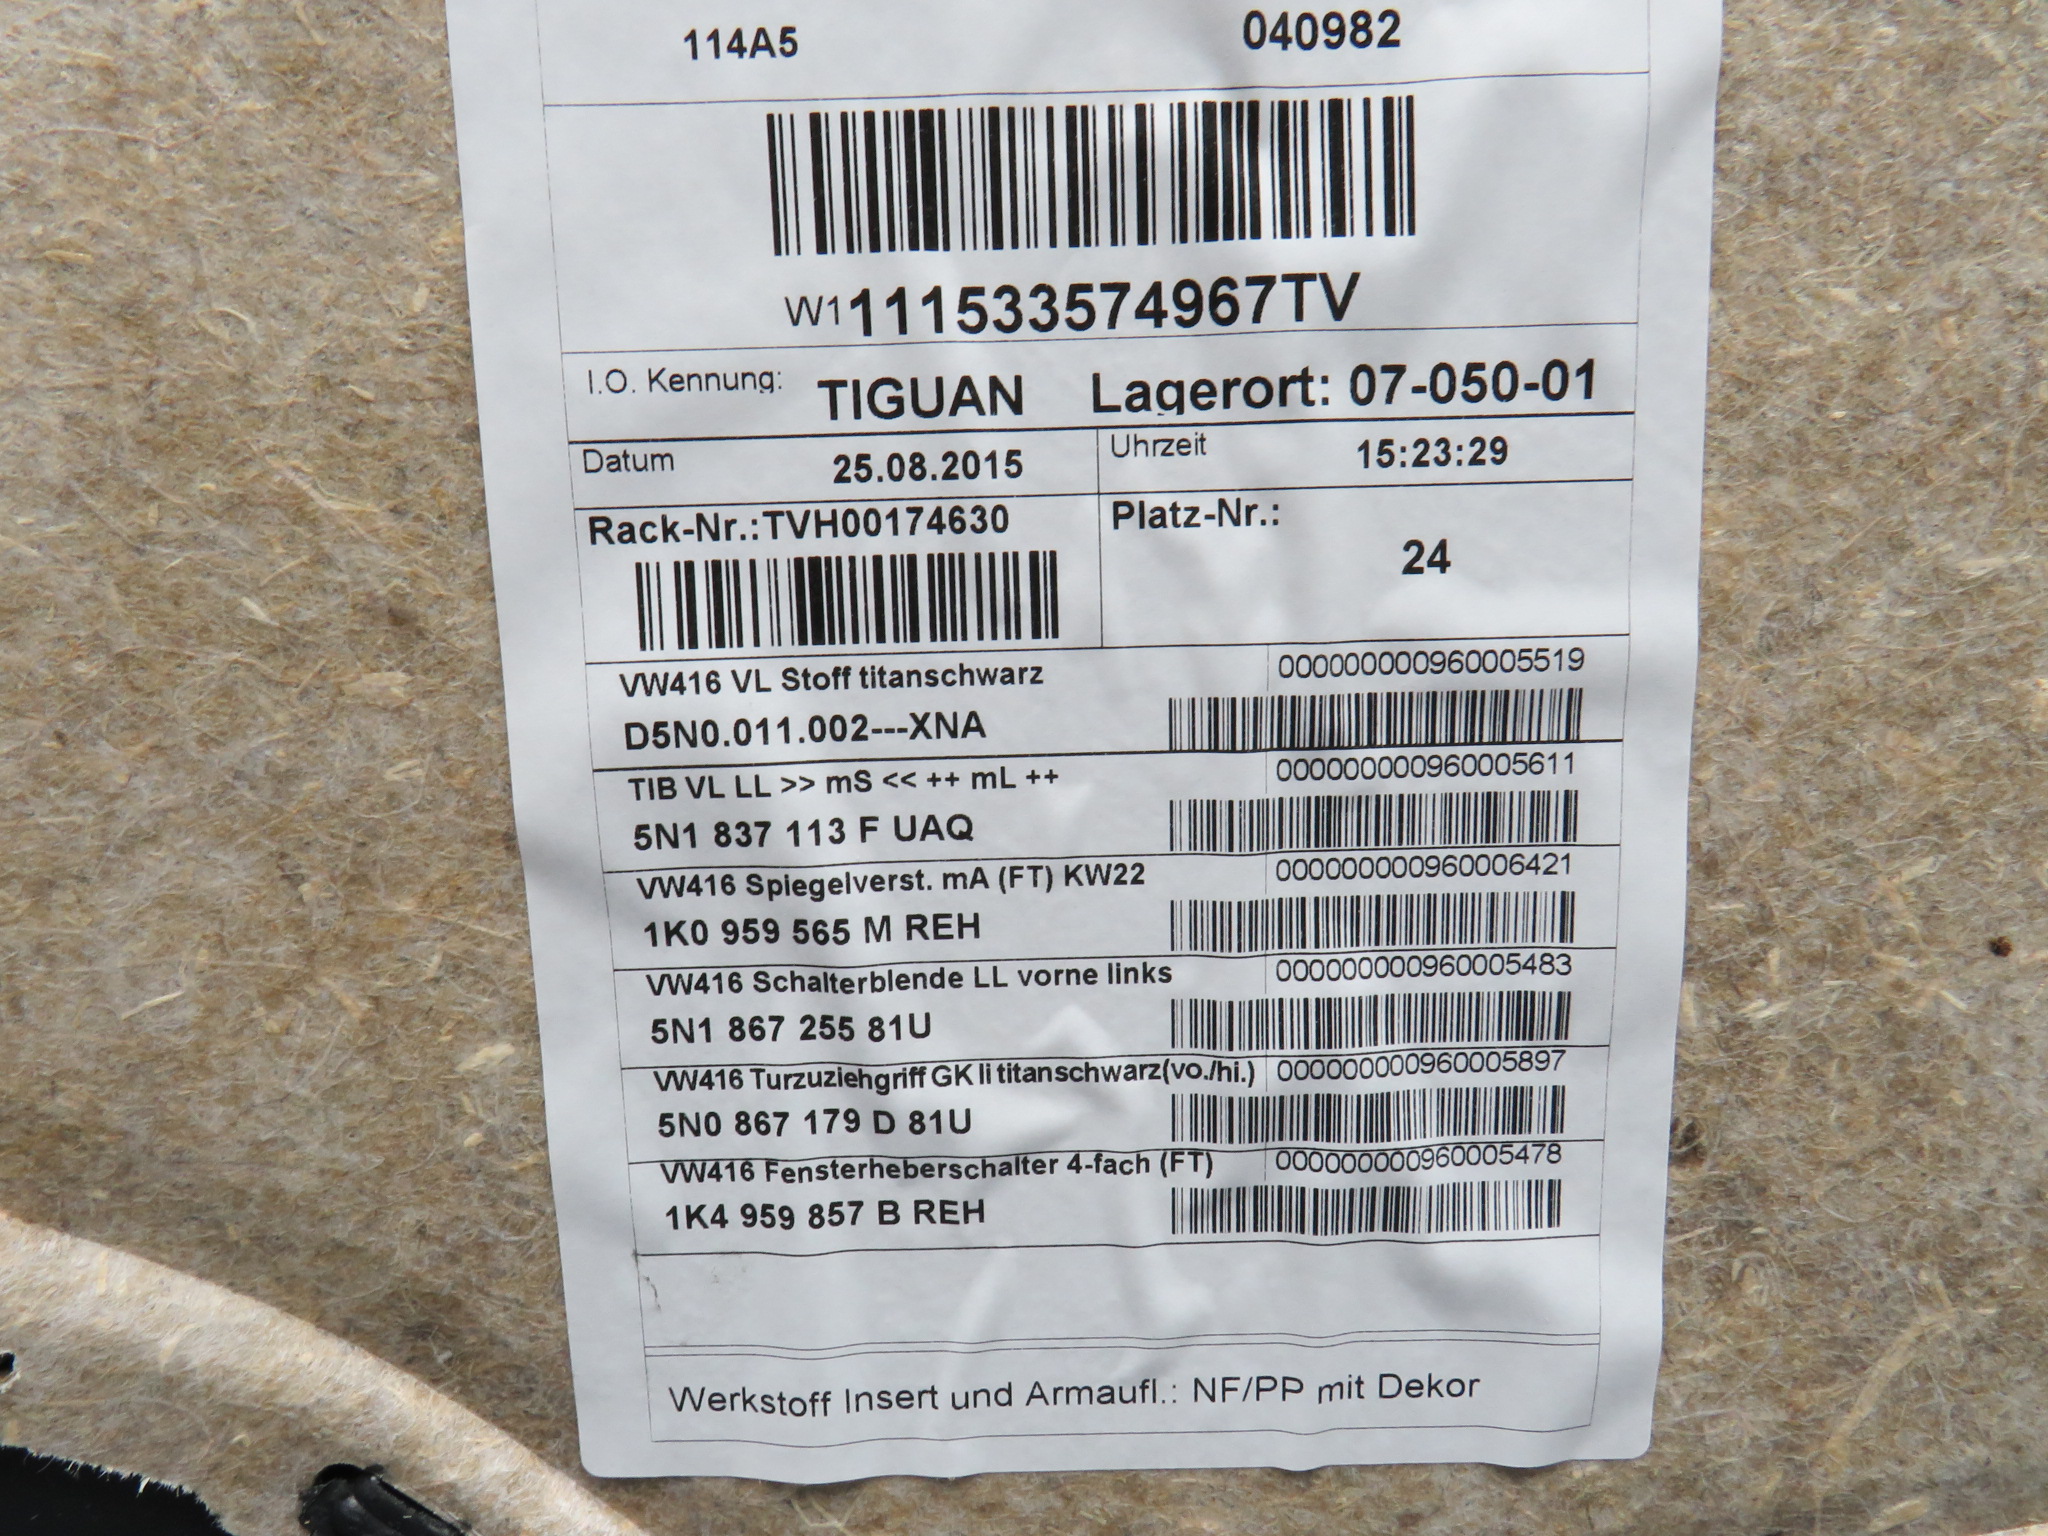 114A5 040982
W1111533574967TV
I.O. Kennung: TIGUAN Lagerort: 07-050-01
Datum 25.08.2015 Uhrzeit 15:23:29
Rack-Nr.:TVH00174630 Platz-Nr.:
24
VW416 VL Stoff titanschwarz 000000000960005519
D5N0.011.002---XNA
TIB VL LL >> mS << ++ mL ++ 000000000960005611
5N1 837 113 F UAQ
VW416 Spiegelverst. mA (FT) KW22 000000000960006421
1K0 959 565 M REH
VW416 Schalterblende LL vorne links 000000000960005483
5N1 867 255 81U
VW416 Turzuziehgriff GK li titanschwarz(vo./hi.) 000000000960005897
5N0 867 179 D 81U
VW416 Fensterheberschalter 4-fach (FT) 000000000960005478
1K4 959 857 B REH
Werkstoff Insert und Armaufl.: NF/PP mit Dekor